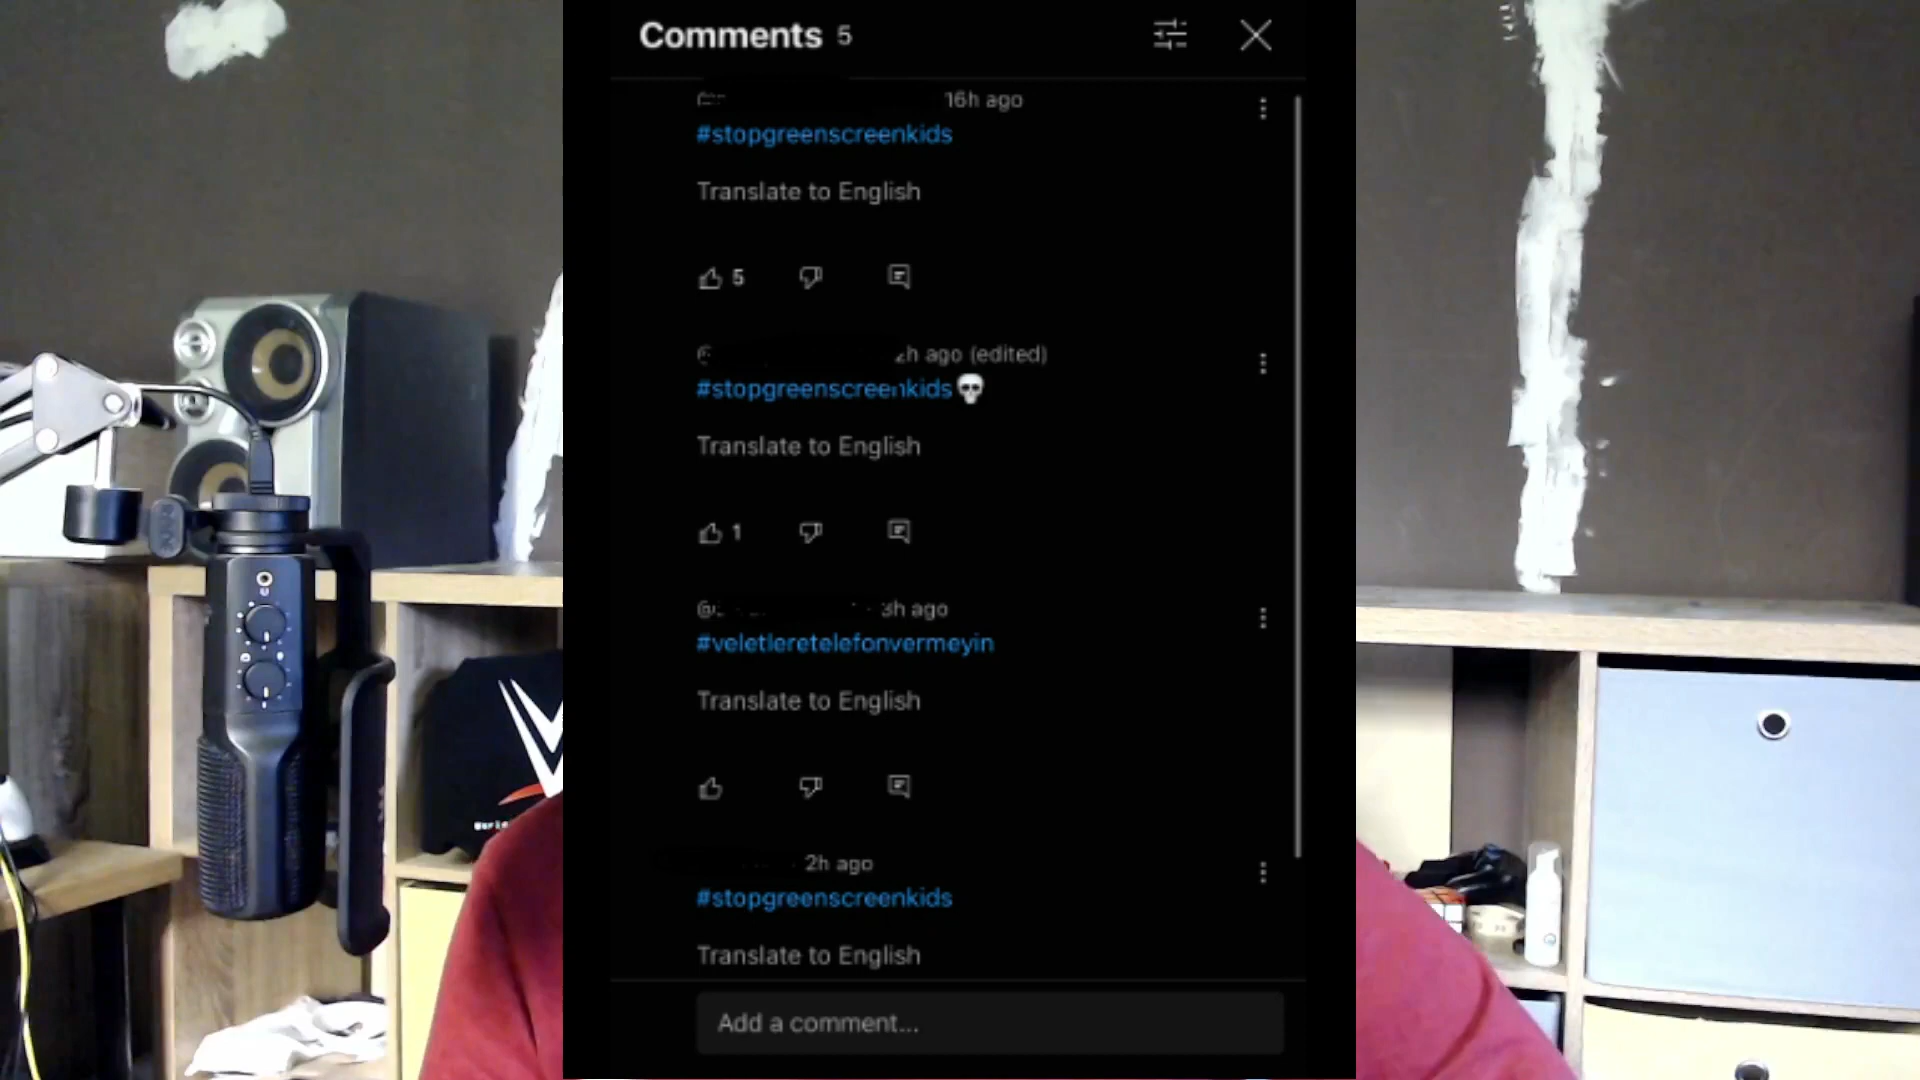 Comments 5
16h ago
#stopgreenscreenkids
Translate to English
5
2h ago (edited)
#stopgreenscreenkids💀
Translate to English
1
3h ago
#veletleretelefonvermeyin
Translate to English
2h ago
#stopgreenscreenkids
Translate to English
Add a comment...